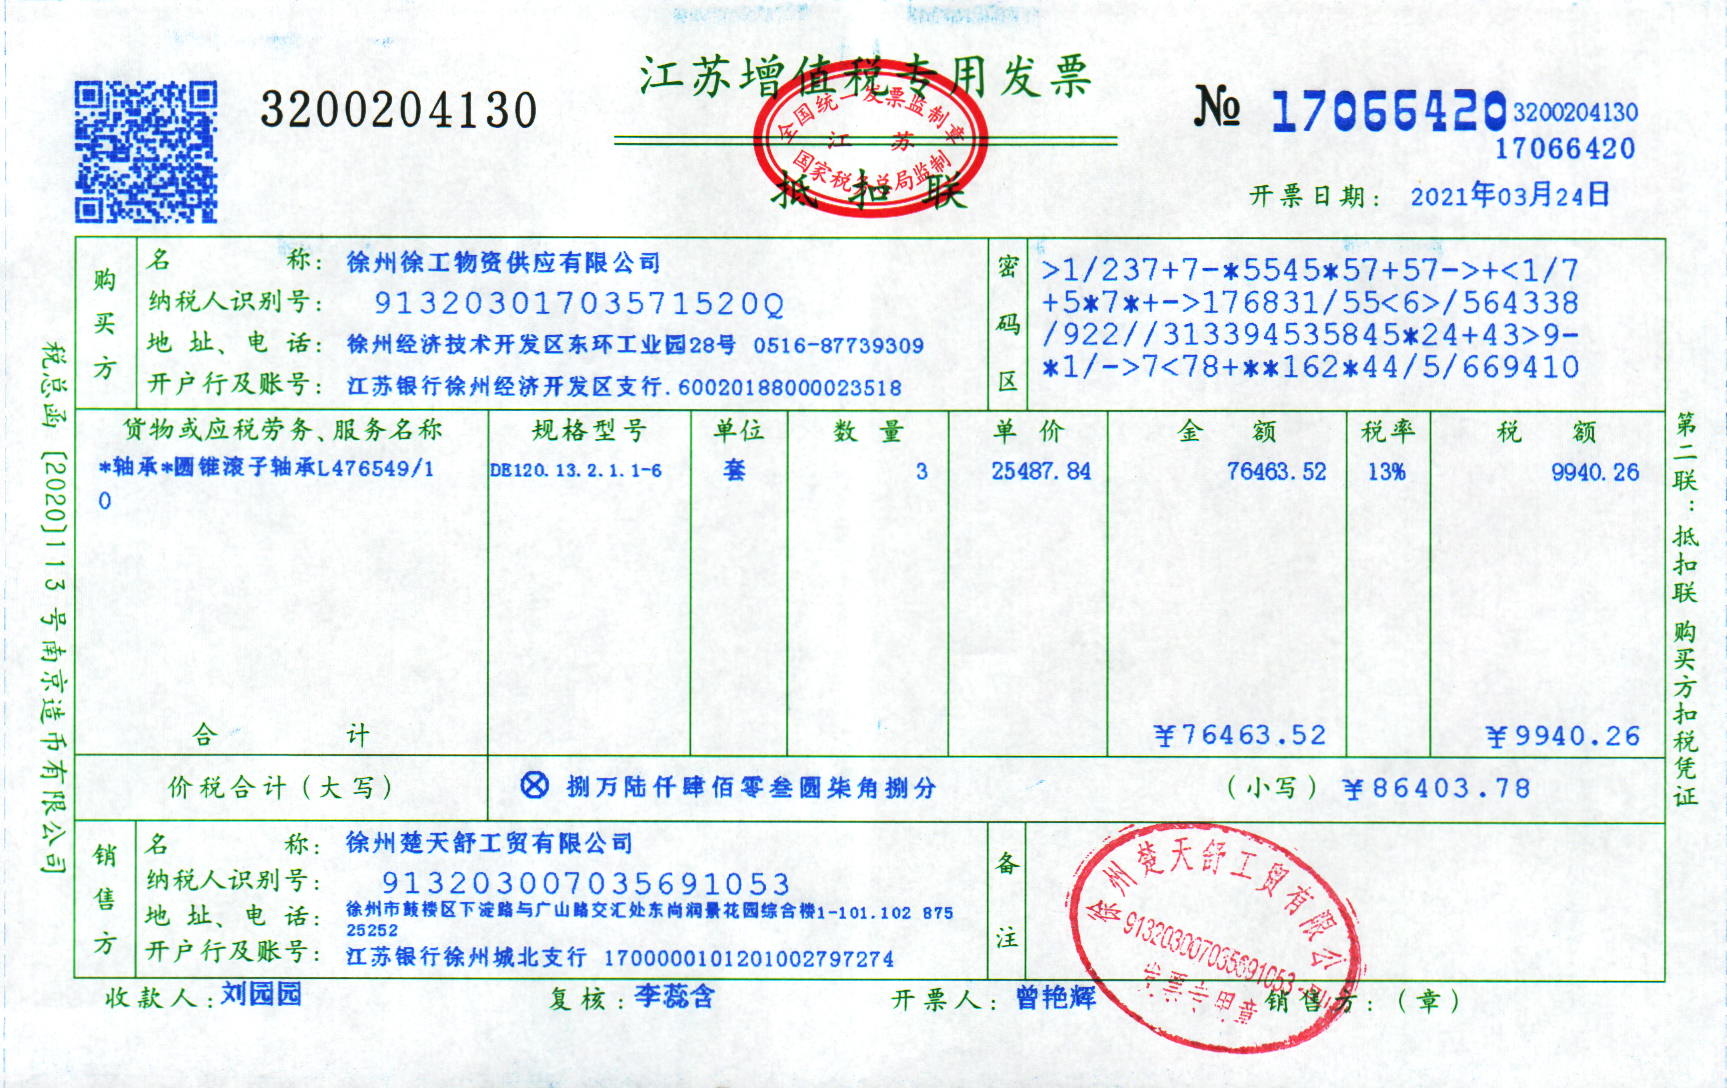 江苏增值税专用发票
3200204130
№ 17066420
3200204130
17066420
全国统一发票监制章
江 苏
国家税务总局监制
抵 扣 联
开票日期: 2021年03月24日
购买方
名 称: 徐州徐工物资供应有限公司
纳税人识别号: 91320301703571520Q
地 址、电 话: 徐州经济技术开发区东环工业园28号 0516-87739309
开户行及账号: 江苏银行徐州经济开发区支行.60020188000023518
密码区
>1/237+7-*5545*57+57->+<1/7
+5*7*+->176831/55<6>/564338
/922//313394535845*24+43>9-
*1/->7<78+**162*44/5/669410
货物或应税劳务、服务名称 规格型号 单位 数 量 单 价 金 额 税率 税 额
*轴承*圆锥滚子轴承L476549/1 DE120.13.2.1.1-6 套 3 25487.84 76463.52 13% 9940.26
0
合 计 ¥76463.52 ¥9940.26
价税合计(大写) ⊗ 捌万陆仟肆佰零叁圆柒角捌分 (小写) ¥86403.78
销售方
名 称: 徐州楚天舒工贸有限公司
纳税人识别号: 913203007035691053
地 址、电 话: 徐州市鼓楼区下淀路与广山路交汇处东尚润景花园综合楼1-101.102 875
25252
开户行及账号: 江苏银行徐州城北支行 17000001012010027972​74
备注
徐州楚天舒工贸有限公司
913203007035691053
发票专用章
收款人: 刘园园 复核: 李蕊含 开票人: 曾艳辉 销售方: (章)
税总函[2020]113号南京造币有限公司
第二联: 抵扣联 购买方扣税凭证